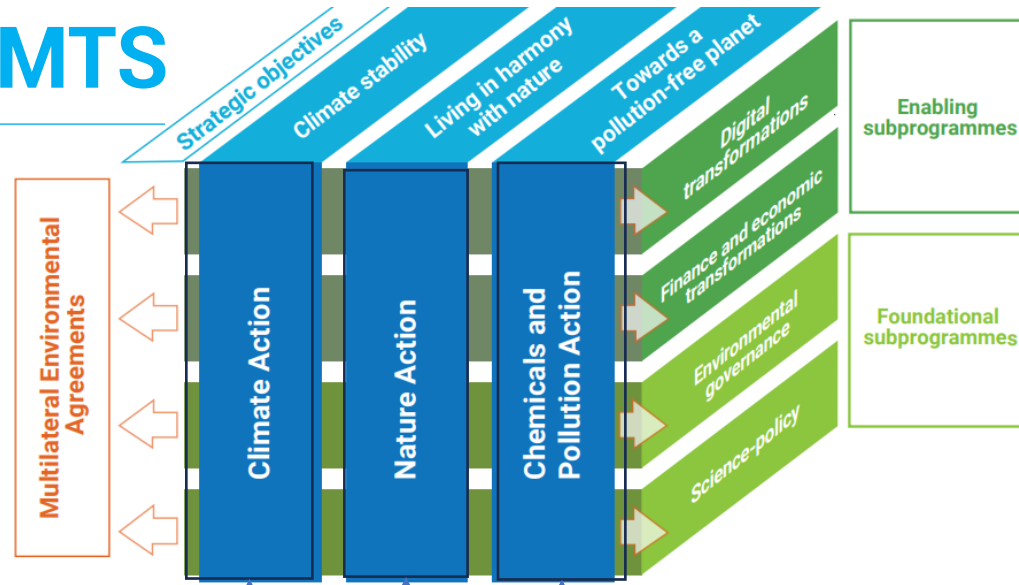 MTS
Strategic objectives
Climate stability
Living in harmony
with nature
Towards a
pollution-free planet
Digital
transformations
Finance and economic
transformations
Environmental
governance
Science-policy
Enabling
subprogrammes
Foundational
subprogrammes
Multilateral Environmental
Agreements
Climate Action
Nature Action
Chemicals and
Pollution Action